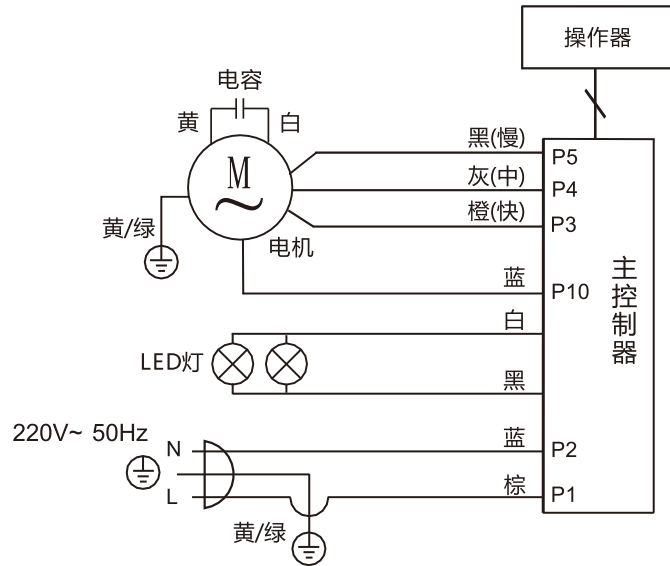 操作器
电容
黄
白
黑(慢)
P5
M
灰(中)
P4
橙(快)
P3
黄/绿
电机
蓝
P10
主控制器
白
LED灯
黑
220V~ 50Hz
N
蓝
P2
L
棕
P1
黄/绿